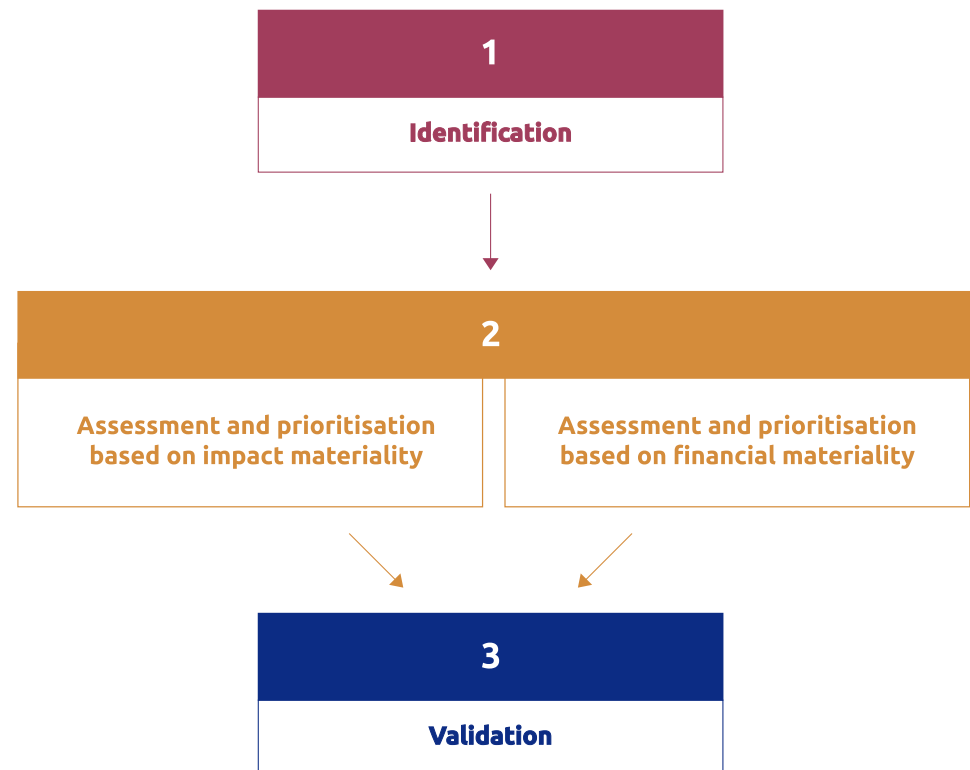 1
Identification
2
Assessment and prioritisation
based on impact materiality
Assessment and prioritisation
based on financial materiality
3
Validation